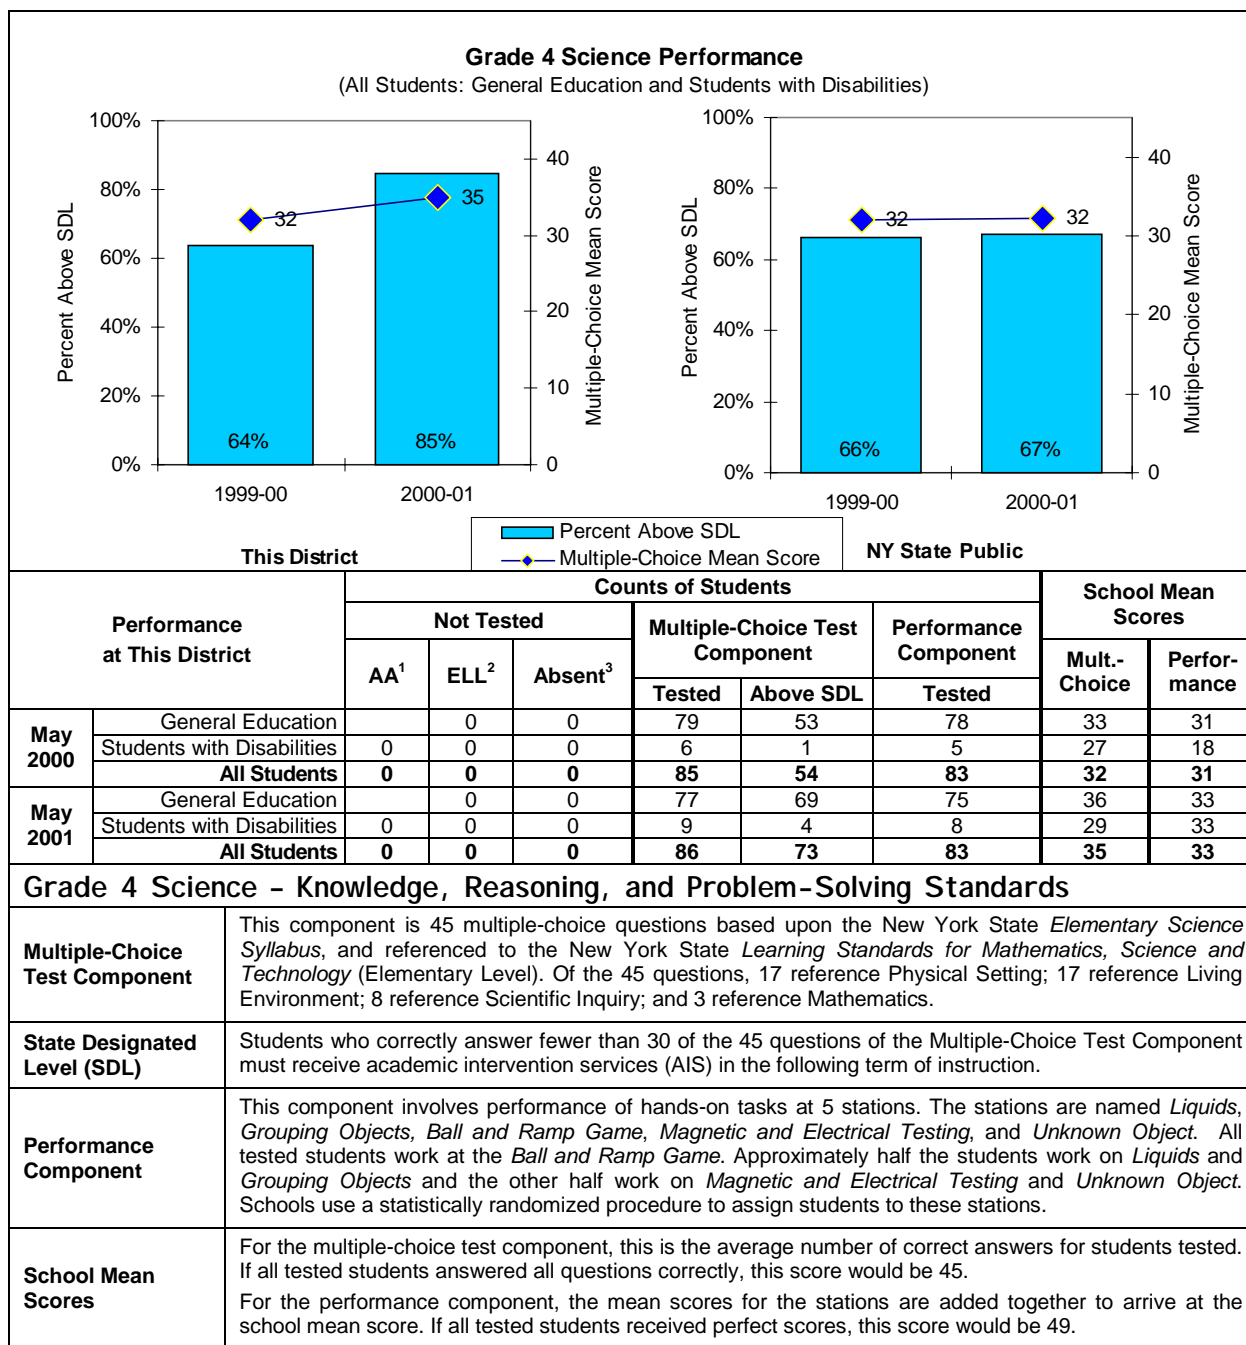 Grade 4 Science Performance
(All Students: General Education and Students with Disabilities)
100%
80%
60%
40%
20%
0%
Percent Above SDL
32
35
64%
85%
1999-00
2000-01
40
30
20
10
0
Multiple-Choice Mean Score
100%
80%
60%
40%
20%
0%
Percent Above SDL
32
32
66%
67%
1999-00
2000-01
40
30
20
10
0
Multiple-Choice Mean Score
This District
Percent Above SDL
Multiple-Choice Mean Score
NY State Public
Performance
at This District
Counts of Students
School Mean
Scores
Not Tested
Multiple-Choice Test
Component
Performance
Component
AA1 ELL2 Absent3
Tested Above SDL Tested
Mult.-
Choice
Perfor-
mance
May
2000
General Education 0 0 79 53 78 33 31
Students with Disabilities 0 0 0 6 1 5 27 18
All Students 0 0 0 85 54 83 32 31
May
2001
General Education 0 0 77 69 75 36 33
Students with Disabilities 0 0 0 9 4 8 29 33
All Students 0 0 0 86 73 83 35 33
Grade 4 Science – Knowledge, Reasoning, and Problem-Solving Standards
Multiple-Choice
Test Component
This component is 45 multiple-choice questions based upon the New York State Elementary Science
Syllabus, and referenced to the New York State Learning Standards for Mathematics, Science and
Technology (Elementary Level). Of the 45 questions, 17 reference Physical Setting; 17 reference Living
Environment; 8 reference Scientific Inquiry; and 3 reference Mathematics.
State Designated
Level (SDL)
Students who correctly answer fewer than 30 of the 45 questions of the Multiple-Choice Test Component
must receive academic intervention services (AIS) in the following term of instruction.
Performance
Component
This component involves performance of hands-on tasks at 5 stations. The stations are named Liquids,
Grouping Objects, Ball and Ramp Game, Magnetic and Electrical Testing, and Unknown Object. All
tested students work at the Ball and Ramp Game. Approximately half the students work on Liquids and
Grouping Objects and the other half work on Magnetic and Electrical Testing and Unknown Object.
Schools use a statistically randomized procedure to assign students to these stations.
School Mean
Scores
For the multiple-choice test component, this is the average number of correct answers for students tested.
If all tested students answered all questions correctly, this score would be 45.
For the performance component, the mean scores for the stations are added together to arrive at the
school mean score. If all tested students received perfect scores, this score would be 49.